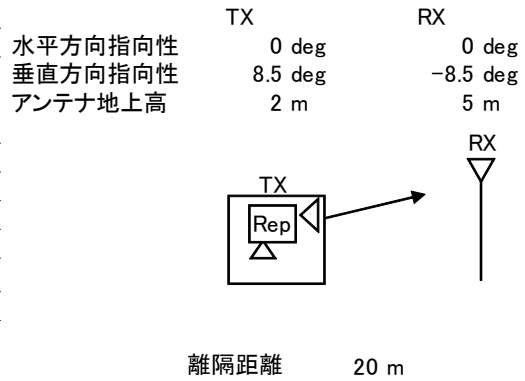 TX RX
水平方向指向性 0 deg 0 deg
垂直方向指向性 8.5 deg -8.5 deg
アンテナ地上高 2 m 5 m
RX
TX
Rep
離隔距離 20 m